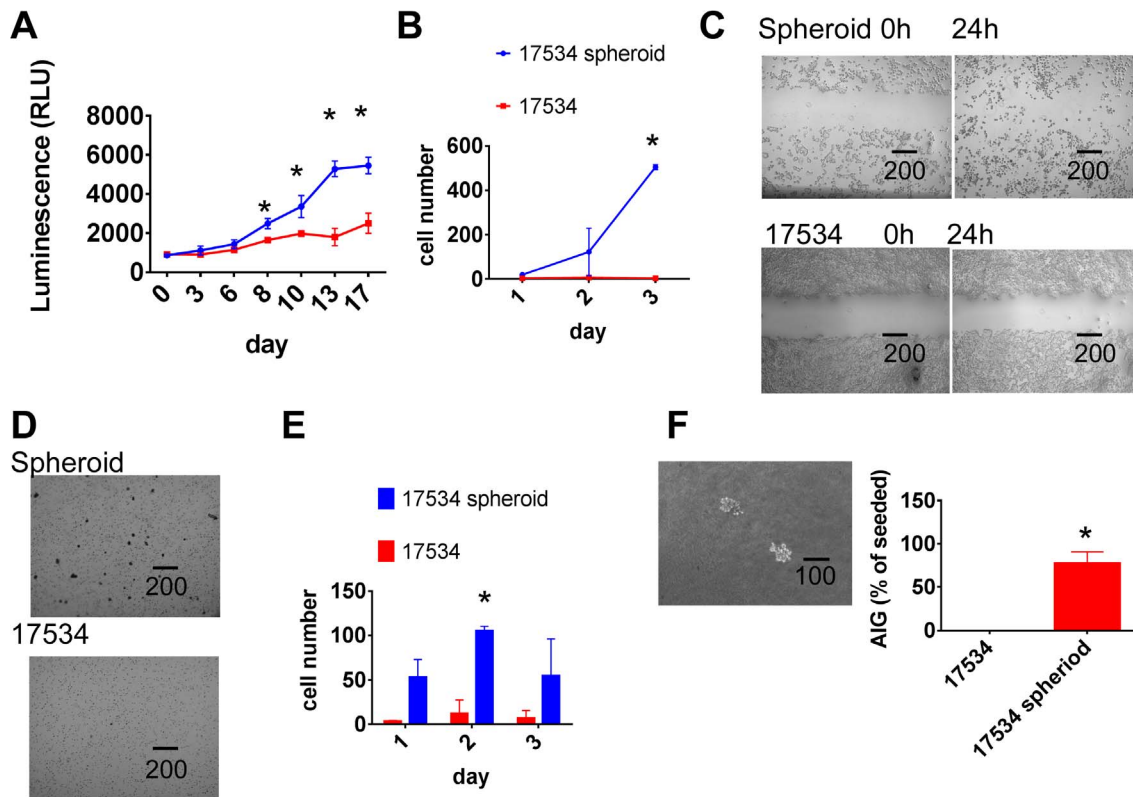 A
Luminescence (RLU)
8000
6000
4000
2000
0
*
*
*
*
0 3 6 8 10 13 17
day
B
17534 spheroid
17534
cell number
600
400
200
0
*
1 2 3
day
C
Spheroid 0h 24h
200 200
17534 0h 24h
200 200
D
Spheroid
200
17534
200
E
17534 spheroid
17534
cell number
150
100
50
0
*
1 2 3
day
F
100
AIG (% of seeded)
150
100
50
0
*
17534
17534 spheriod